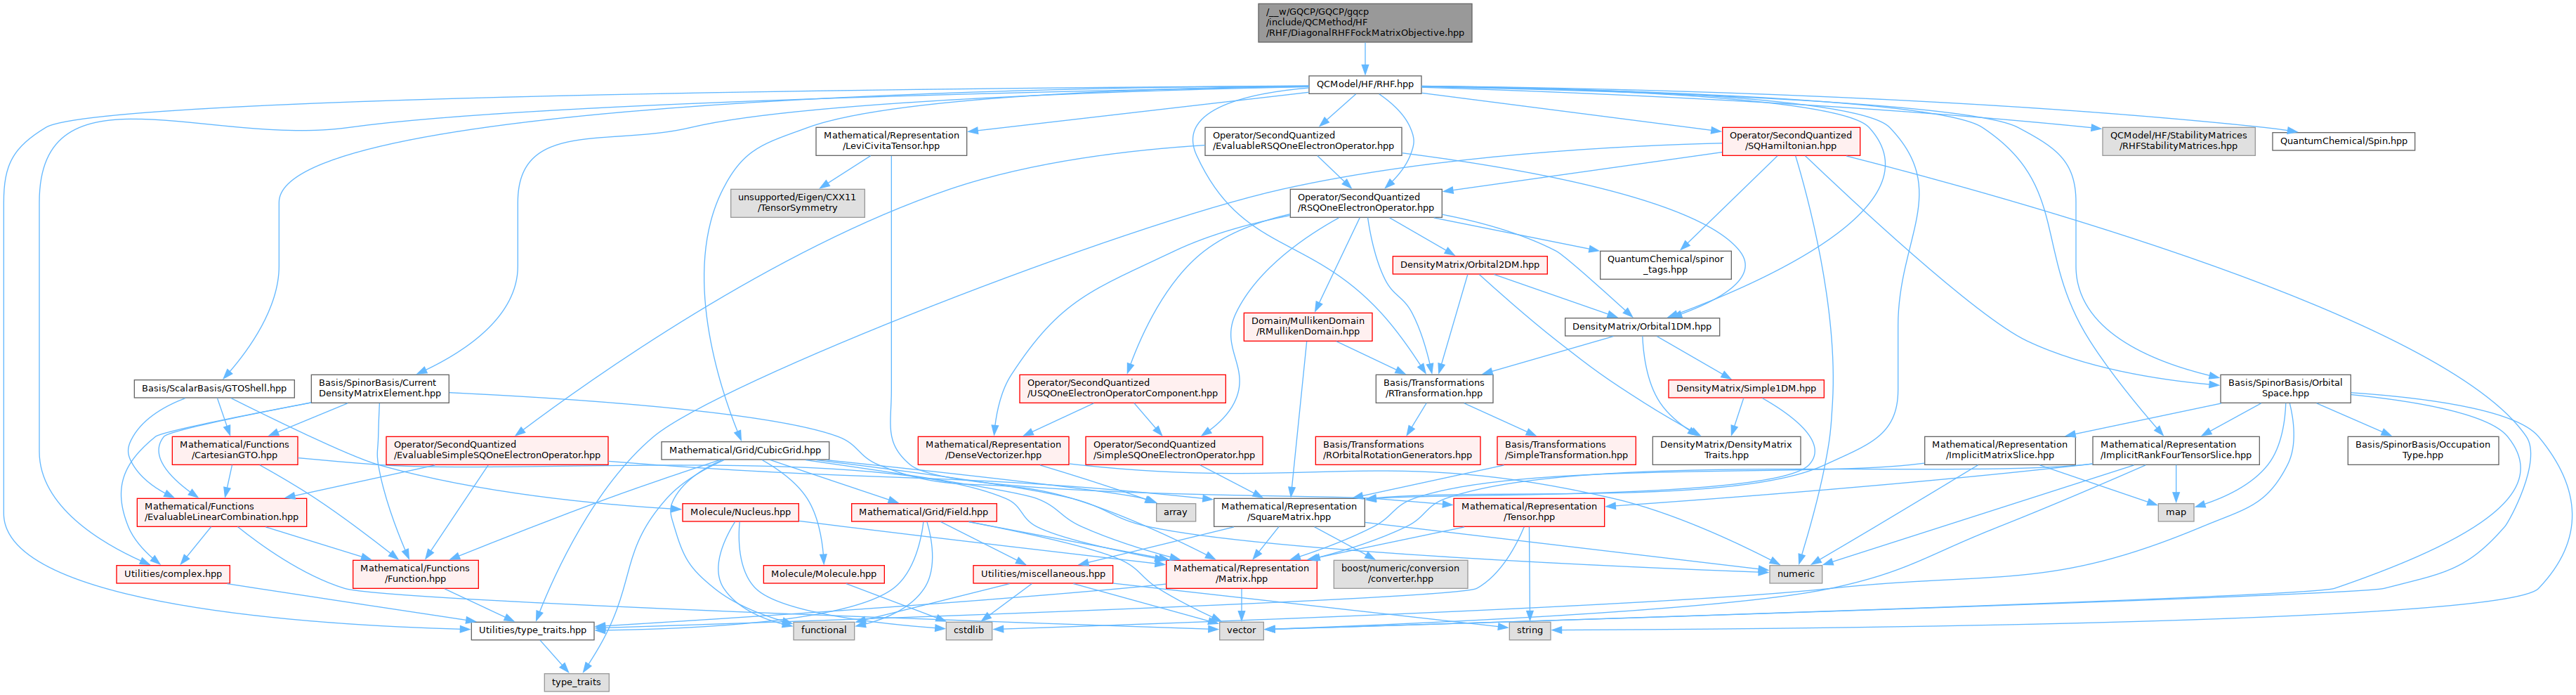 /__w/GQCP/GQCP/gqcp
/include/QCMethod/HF
/RHF/DiagonalRHFFockMatrixObjective.hpp
QCModel/HF/RHF.hpp
Mathematical/Representation
/LeviCivitaTensor.hpp
Operator/SecondQuantized
/EvaluableRSQOneElectronOperator.hpp
Operator/SecondQuantized
/SQHamiltonian.hpp
QCModel/HF/StabilityMatrices
/RHFStabilityMatrices.hpp
QuantumChemical/Spin.hpp
unsupported/Eigen/CXX11
/TensorSymmetry
Operator/SecondQuantized
/RSQOneElectronOperator.hpp
DensityMatrix/Orbital2DM.hpp
QuantumChemical/spinor
_tags.hpp
Domain/MullikenDomain
/RMullikenDomain.hpp
DensityMatrix/Orbital1DM.hpp
Basis/ScalarBasis/GTOShell.hpp
Basis/SpinorBasis/Current
DensityMatrixElement.hpp
Operator/SecondQuantized
/USQOneElectronOperatorComponent.hpp
Basis/Transformations
/RTransformation.hpp
DensityMatrix/Simple1DM.hpp
Basis/SpinorBasis/Orbital
Space.hpp
Mathematical/Functions
/CartesianGTO.hpp
Operator/SecondQuantized
/EvaluableSimpleSQOneElectronOperator.hpp
Mathematical/Grid/CubicGrid.hpp
Mathematical/Representation
/DenseVectorizer.hpp
Operator/SecondQuantized
/SimpleSQOneElectronOperator.hpp
Basis/Transformations
/ROrbitalRotationGenerators.hpp
Basis/Transformations
/SimpleTransformation.hpp
DensityMatrix/DensityMatrix
Traits.hpp
Mathematical/Representation
/ImplicitMatrixSlice.hpp
Mathematical/Representation
/ImplicitRankFourTensorSlice.hpp
Basis/SpinorBasis/Occupation
Type.hpp
Mathematical/Functions
/EvaluableLinearCombination.hpp
Molecule/Nucleus.hpp
Mathematical/Grid/Field.hpp
array
Mathematical/Representation
/SquareMatrix.hpp
Mathematical/Representation
/Tensor.hpp
map
Utilities/complex.hpp
Mathematical/Functions
/Function.hpp
Molecule/Molecule.hpp
Utilities/miscellaneous.hpp
Mathematical/Representation
/Matrix.hpp
boost/numeric/conversion
/converter.hpp
numeric
Utilities/type_traits.hpp
functional
cstdlib
vector
string
type_traits